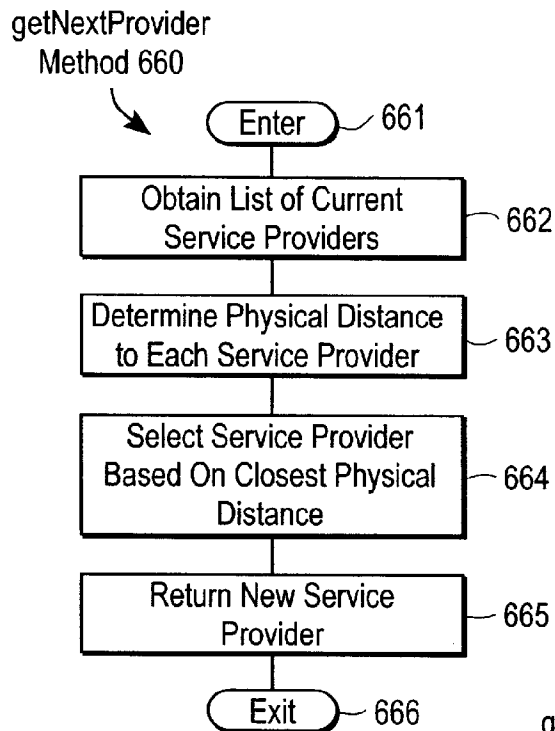 getNextProvider
Method 660
Enter
661
Obtain List of Current
Service Providers
662
Determine Physical Distance
to Each Service Provider
663
Select Service Provider
Based On Closest Physical
Distance
664
Return New Service
Provider
665
Exit
666
g